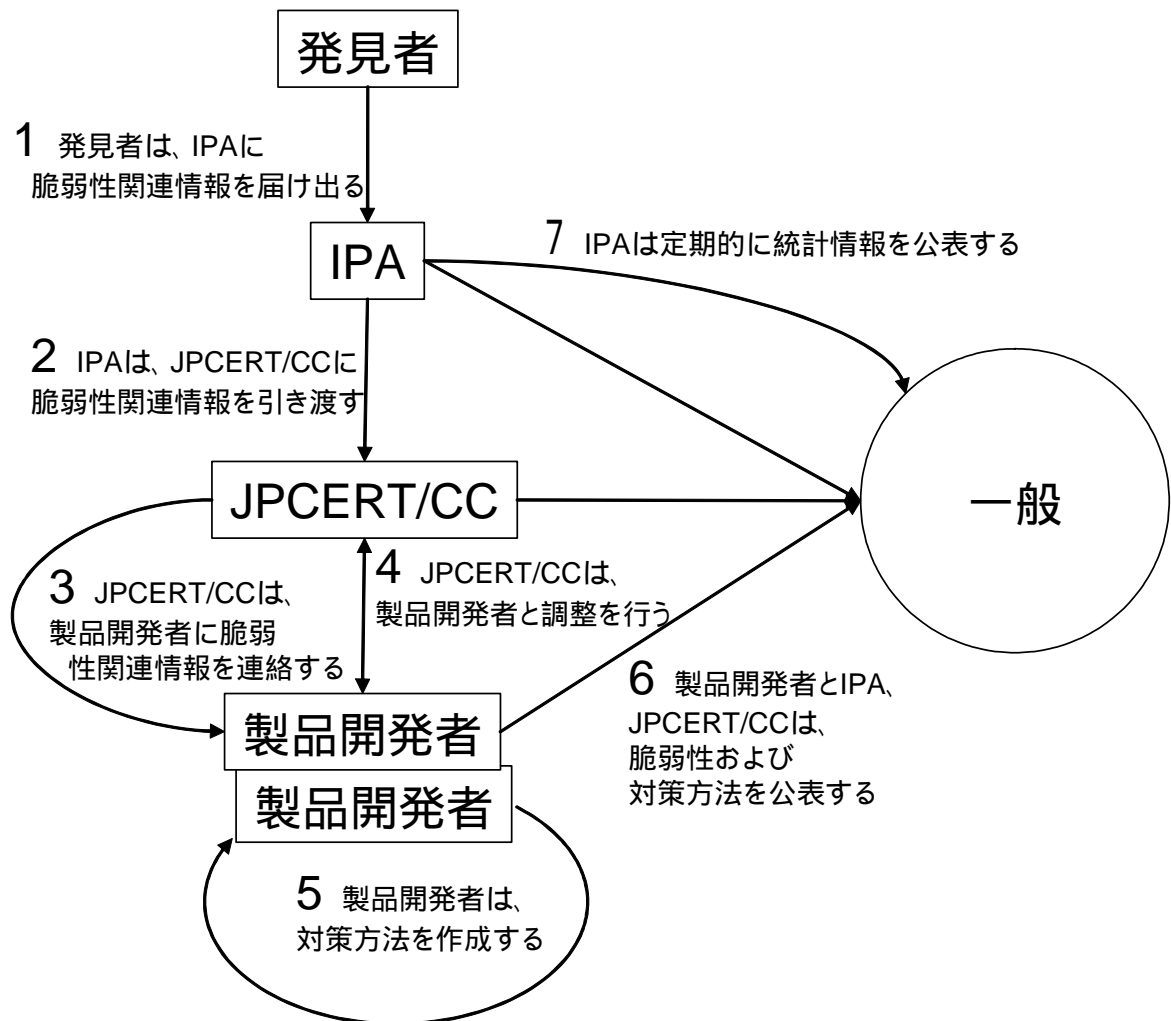 発見者
1 発見者は、IPAに
脆弱性関連情報を届け出る
IPA
7 IPAは定期的に統計情報を公表する
2 IPAは、JPCERT/CCに
脆弱性関連情報を引き渡す
JPCERT/CC
一般
3 JPCERT/CCは、
製品開発者に脆弱
性関連情報を連絡する
4 JPCERT/CCは、
製品開発者と調整を行う
製品開発者
製品開発者
6 製品開発者とIPA、
JPCERT/CCは、
脆弱性および
対策方法を公表する
5 製品開発者は、
対策方法を作成する